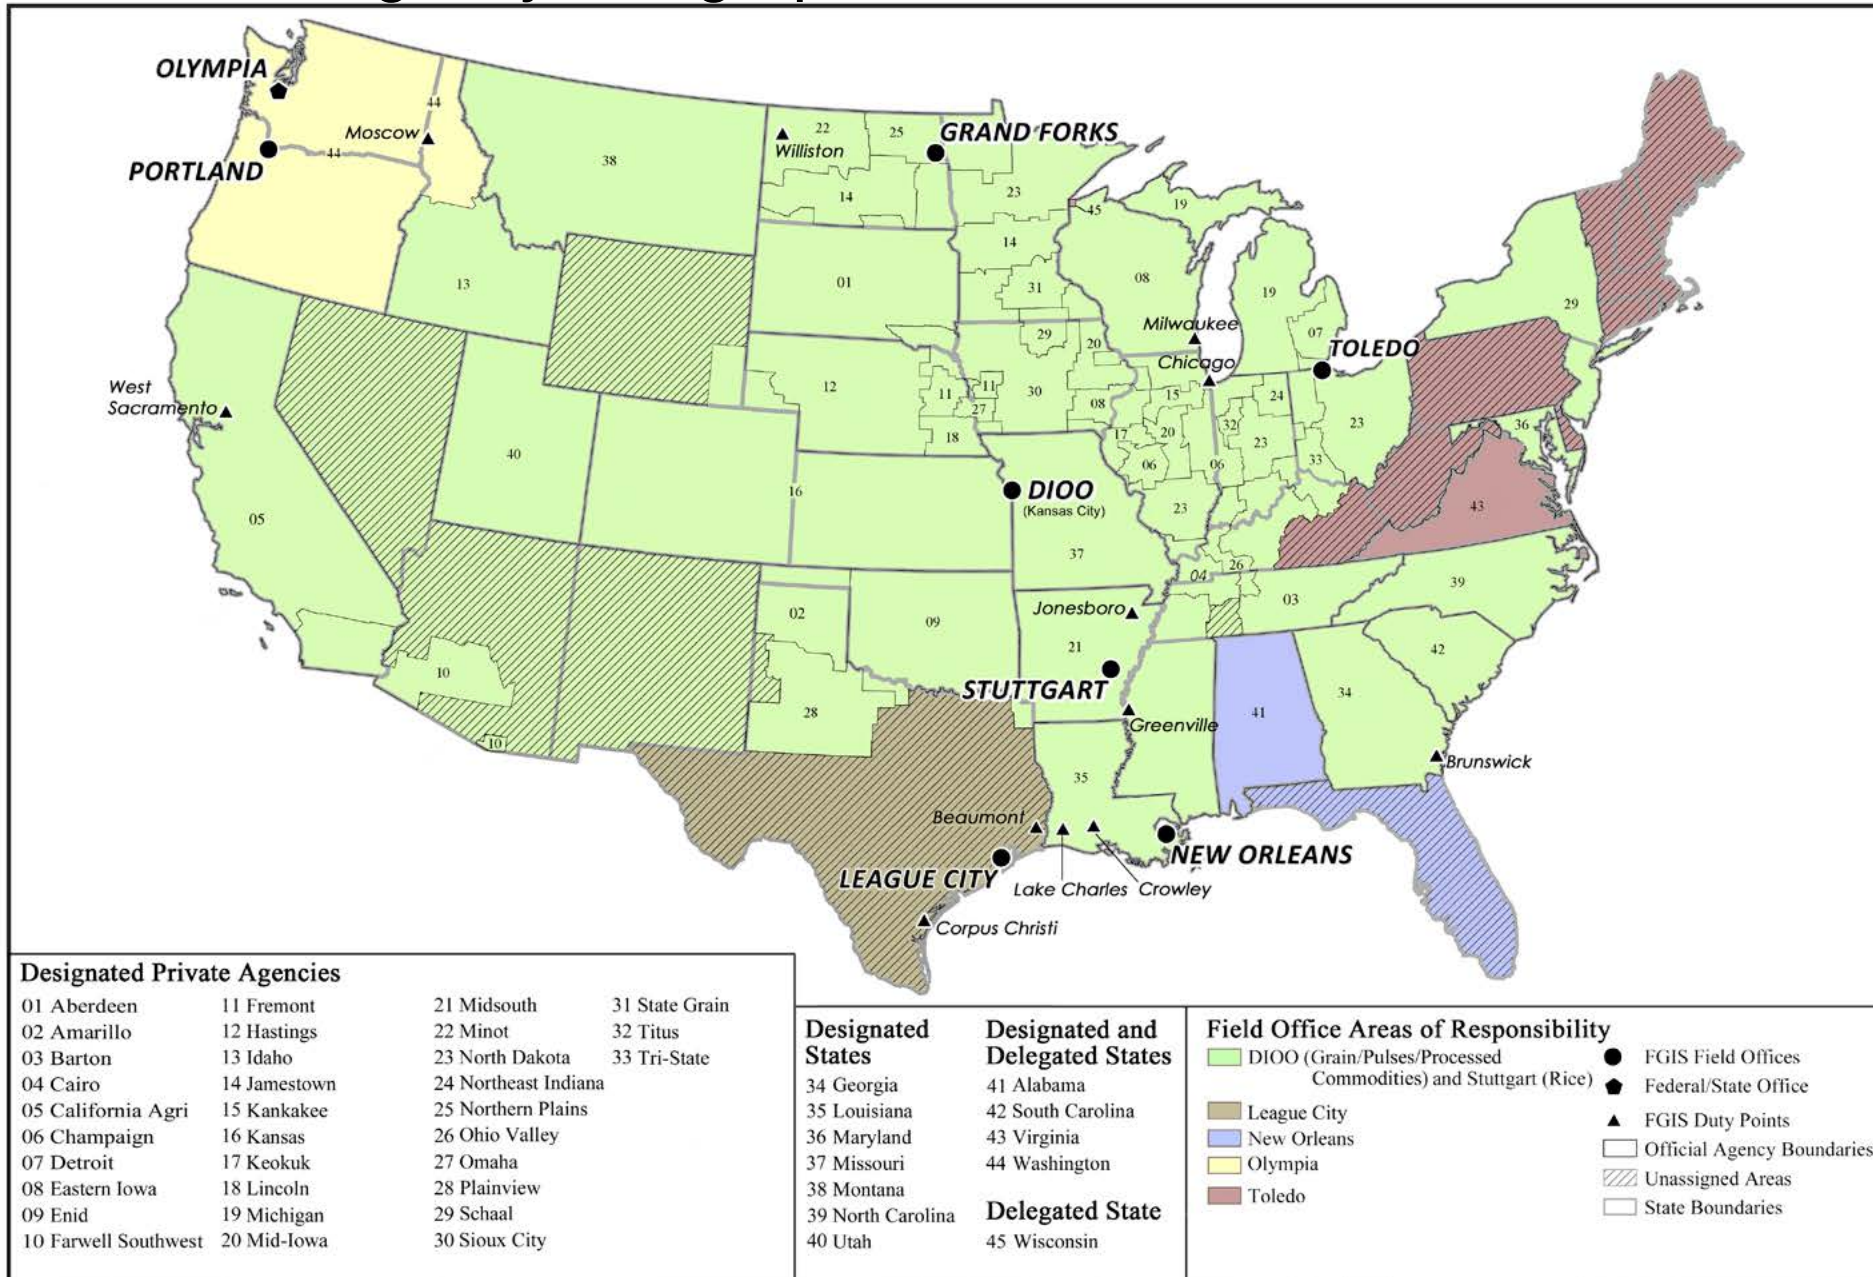 OLYMPIA
44
Moscow
44
PORTLAND
38
22
Williston
25
GRAND FORKS
14
23
45
19
14
13
01
31
08
19
29
29
Milwaukee
07
20
Chicago
TOLEDO
West
Sacramento
12
11
11
30
27
08
15
24
18
17
20
32
23
23
36
40
06
06
33
16
DIOO
(Kansas City)
23
43
05
37
04
26
39
02
09
Jonesboro
03
21
42
10
STUTTGART
34
28
41
Greenville
10
Brunswick
35
Beaumont
NEW ORLEANS
LEAGUE CITY
Lake Charles
Crowley
Corpus Christi
Designated Private Agencies
01 Aberdeen
02 Amarillo
03 Barton
04 Cairo
05 California Agri
06 Champaign
07 Detroit
08 Eastern Iowa
09 Enid
10 Farwell Southwest
11 Fremont
12 Hastings
13 Idaho
14 Jamestown
15 Kankakee
16 Kansas
17 Keokuk
18 Lincoln
19 Michigan
20 Mid-Iowa
21 Midsouth
22 Minot
23 North Dakota
24 Northeast Indiana
25 Northern Plains
26 Ohio Valley
27 Omaha
28 Plainview
29 Schaal
30 Sioux City
31 State Grain
32 Titus
33 Tri-State
Designated
States
34 Georgia
35 Louisiana
36 Maryland
37 Missouri
38 Montana
39 North Carolina
40 Utah
Designated and
Delegated States
41 Alabama
42 South Carolina
43 Virginia
44 Washington
Delegated State
45 Wisconsin
Field Office Areas of Responsibility
DIOO (Grain/Pulses/Processed
Commodities) and Stuttgart (Rice)
League City
New Orleans
Olympia
Toledo
FGIS Field Offices
Federal/State Office
FGIS Duty Points
Official Agency Boundaries
Unassigned Areas
State Boundaries